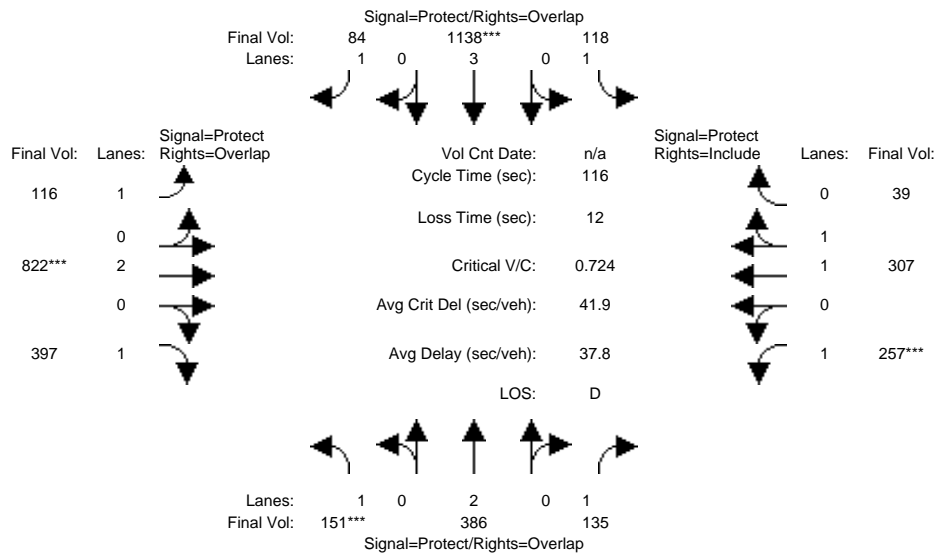 Signal=Protect/Rights=Overlap
Final Vol: 84 1138*** 118
Lanes: 1 0 3 0 1
Signal=Protect
Final Vol: Lanes: Rights=Overlap
Vol Cnt Date: n/a
Signal=Protect
Rights=Include Lanes: Final Vol:
Cycle Time (sec): 116
116 1
0 39
Loss Time (sec): 12
0
1
822*** 2
Critical V/C: 0.724
1 307
0
Avg Crit Del (sec/veh): 41.9
0
397 1
Avg Delay (sec/veh): 37.8
1 257***
LOS: D
Lanes: 1 0 2 0 1
Final Vol: 151*** 386 135
Signal=Protect/Rights=Overlap